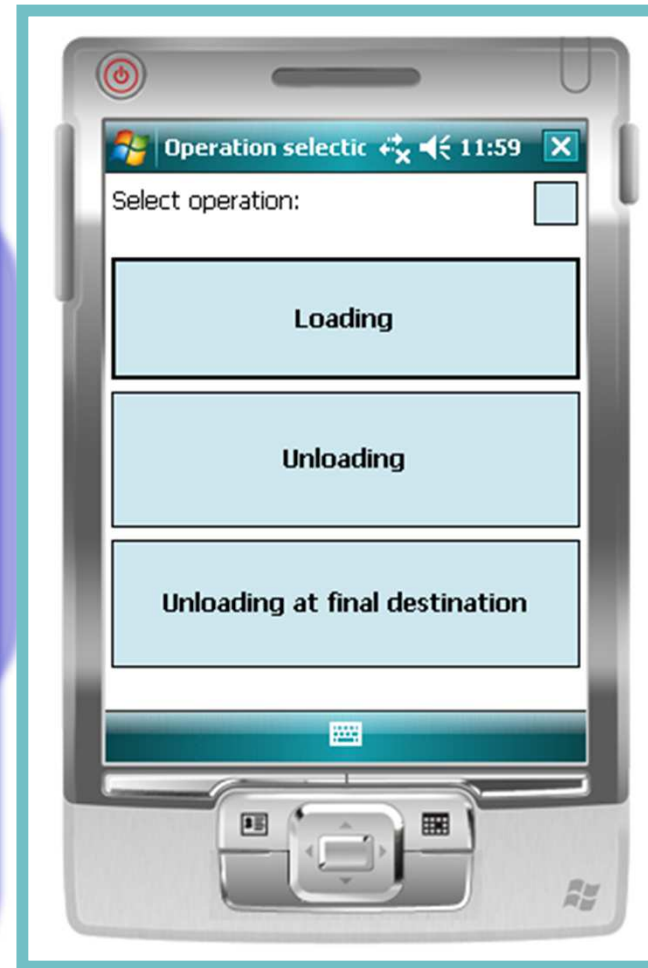 Operation selectic 11:59
Select operation:
Loading
Unloading
Unloading at final destination